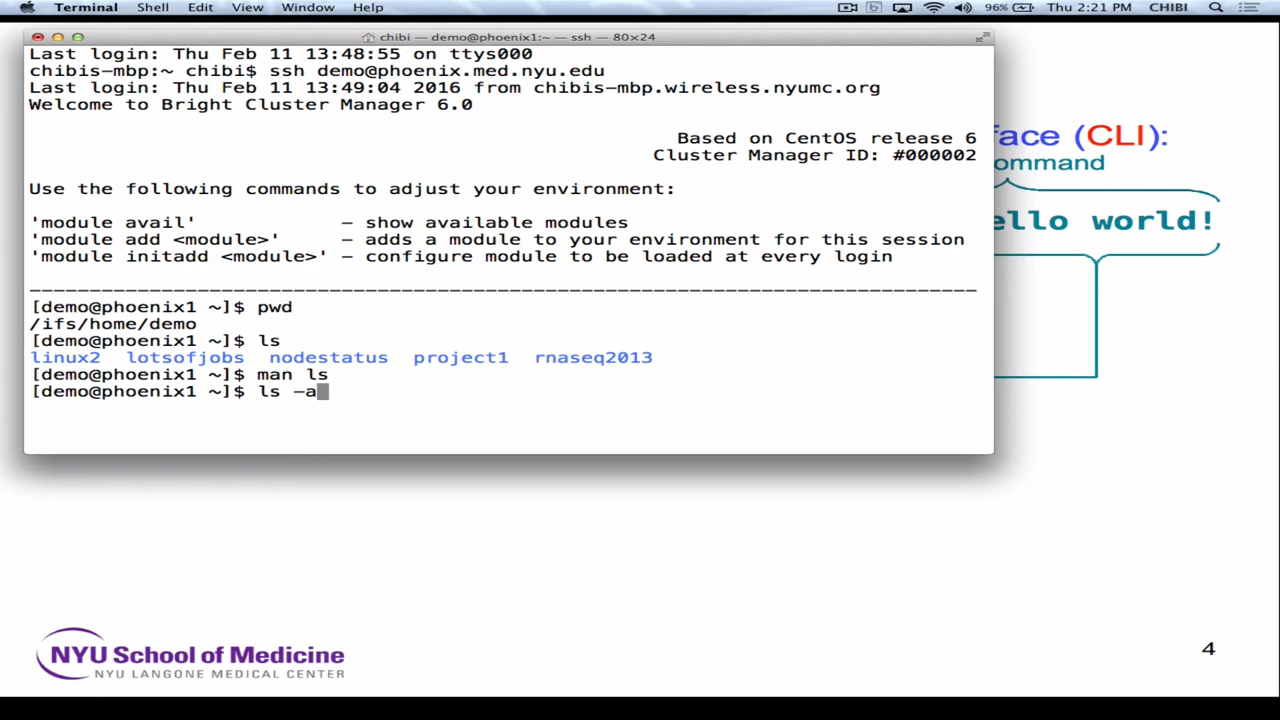 Terminal Shell Edit View Window Help 96% Thu 2:21 PM CHIBI
chibi — demo@phoenix1:~ — ssh — 80×24
Last login: Thu Feb 11 13:48:55 on ttys000
chibis-mbp:~ chibi$ ssh demo@phoenix.med.nyu.edu
Last login: Thu Feb 11 13:49:04 2016 from chibis-mbp.wireless.nyumc.org
Welcome to Bright Cluster Manager 6.0
Based on CentOS release 6
Cluster Manager ID: #000002
Use the following commands to adjust your environment:
'module avail' - show available modules
'module add <module>' - adds a module to your environment for this session
'module initadd <module>' - configure module to be loaded at every login
--------------------------------------------------------------------------------
[demo@phoenix1 ~]$ pwd
/ifs/home/demo
[demo@phoenix1 ~]$ ls
linux2 lotsofjobs nodestatus project1 rnaseq2013
[demo@phoenix1 ~]$ man ls
[demo@phoenix1 ~]$ ls -a
face (CLI):
ommand
ello world!
NYU School of Medicine
NYU LANGONE MEDICAL CENTER
4